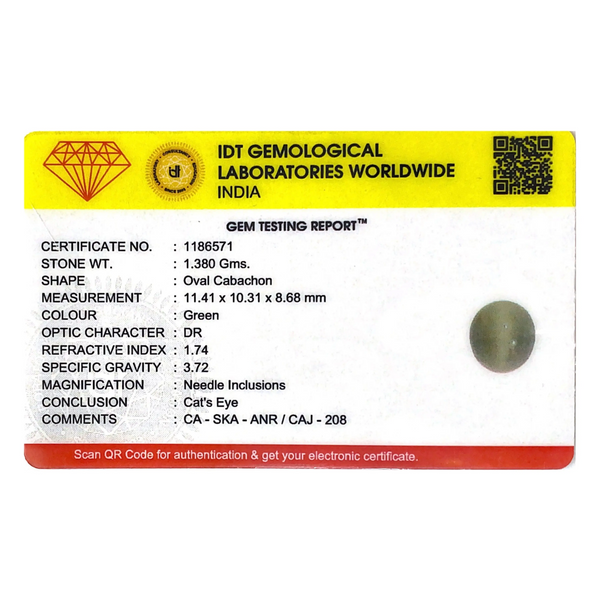 IDT GEMOLOGICAL
LABORATORIES WORLDWIDE
INDIA
GEM TESTING REPORT™
CERTIFICATE NO. : 1186571
STONE WT. : 1.380 Gms.
SHAPE : Oval Cabachon
MEASUREMENT : 11.41 x 10.31 x 8.68 mm
COLOUR : Green
OPTIC CHARACTER : DR
REFRACTIVE INDEX : 1.74
SPECIFIC GRAVITY : 3.72
MAGNIFICATION : Needle Inclusions
CONCLUSION : Cat's Eye
COMMENTS : CA - SKA - ANR / CAJ - 208
Scan QR Code for authentication & get your electronic certificate.